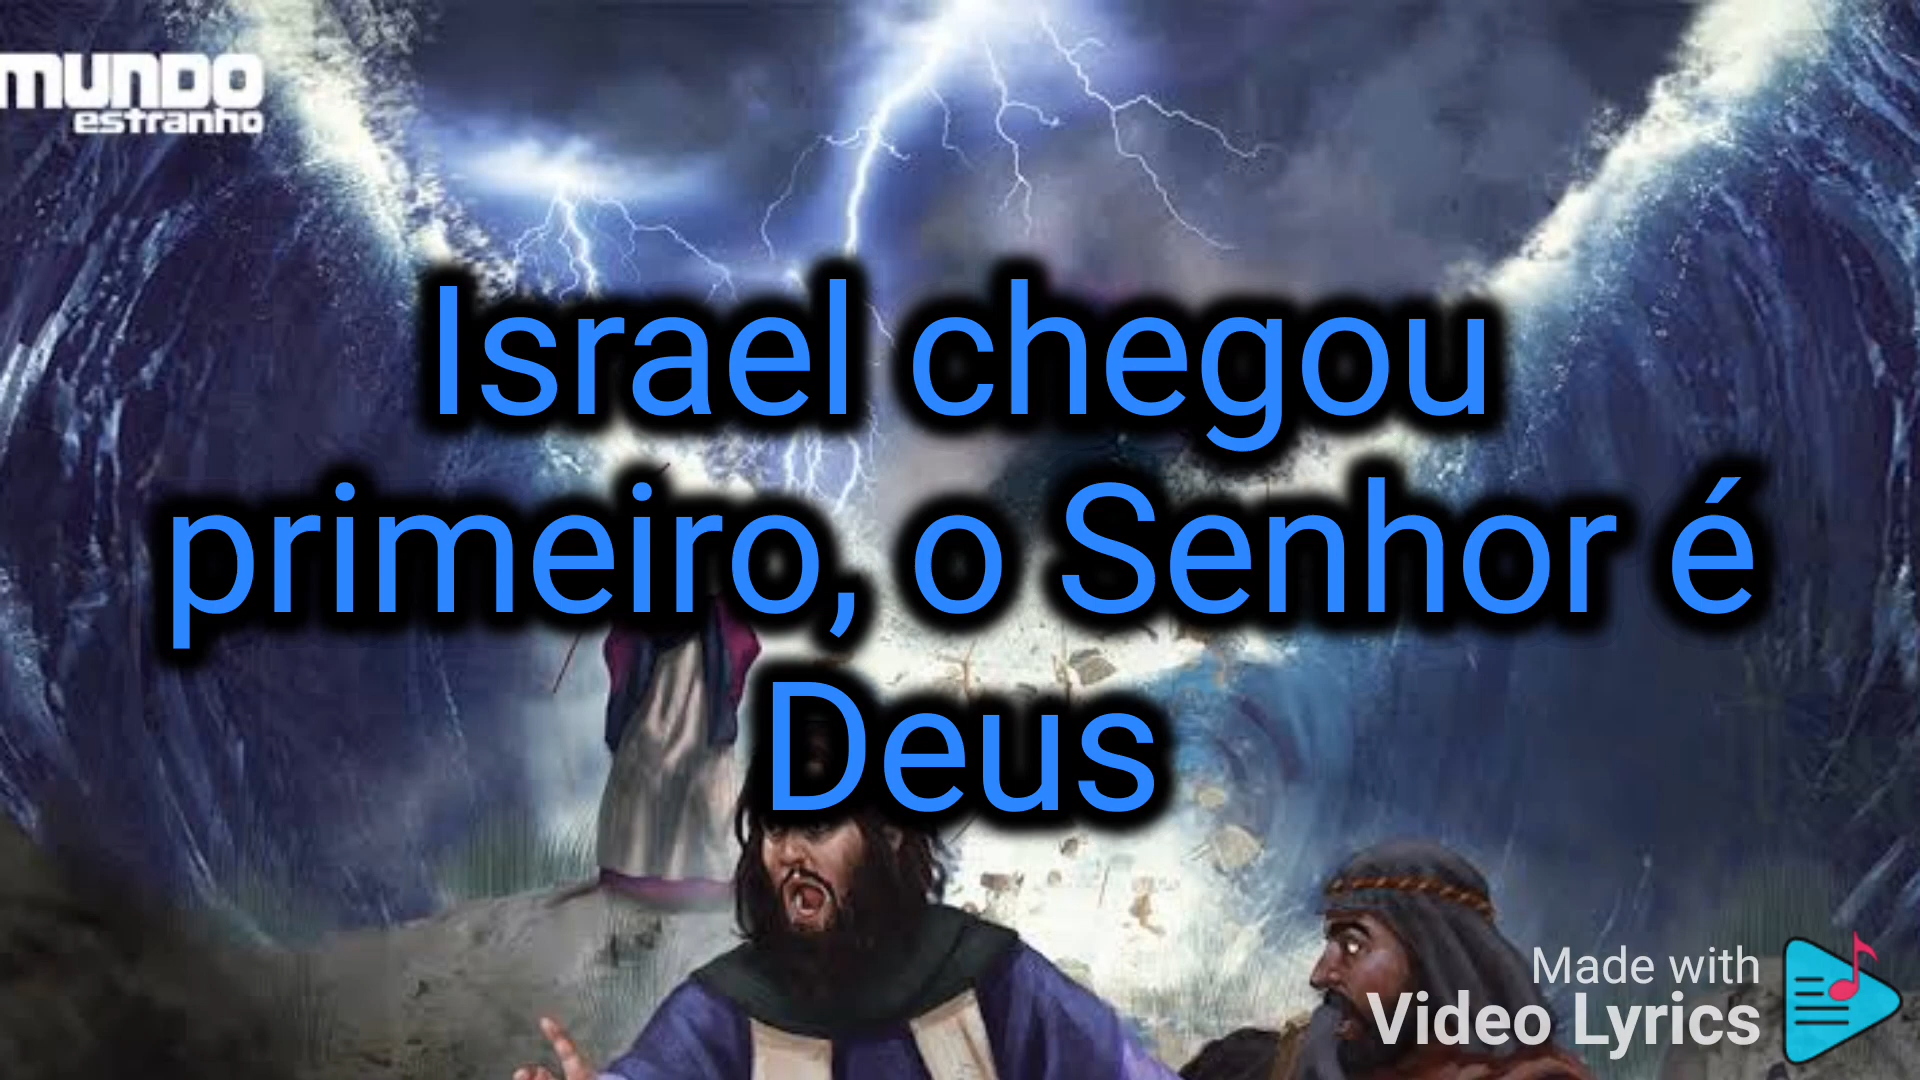 mundo
estranho
Israel chegou
primeiro, o Senhor é
Deus
Made with
Video Lyrics